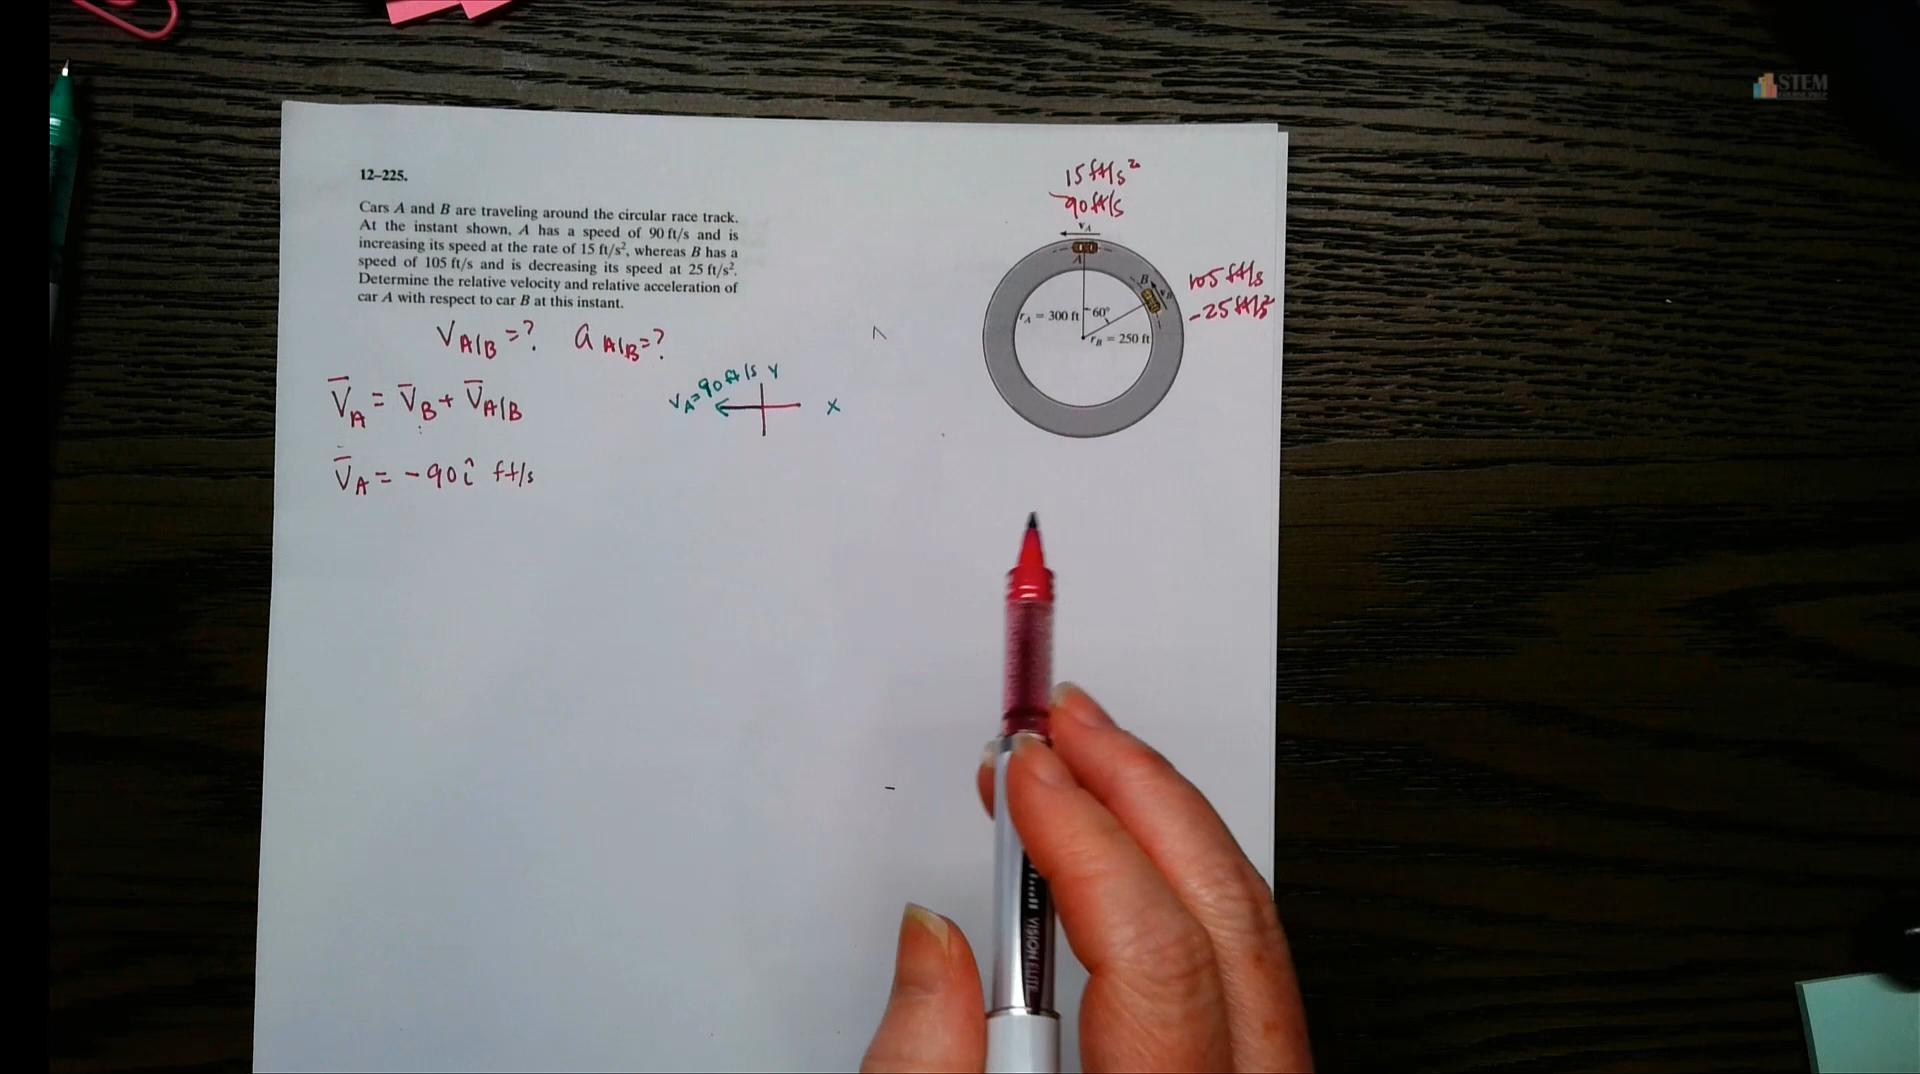 STEM
12–225.
Cars A and B are traveling around the circular race track.
At the instant shown, A has a speed of 90 ft/s and is
increasing its speed at the rate of 15 ft/s², whereas B has a
speed of 105 ft/s and is decreasing its speed at 25 ft/s².
Determine the relative velocity and relative acceleration of
car A with respect to car B at this instant.
V A/B = ? a A/B = ?
V̄A = V̄B + V̄A/B
V̄A = -90î ft/s
VA = 90 ft/s
Y
X
15 ft/s²
90 ft/s
vA
A
B
105 ft/s
-25 ft/s²
rA = 300 ft
60°
rB = 250 ft
VISION ELITE